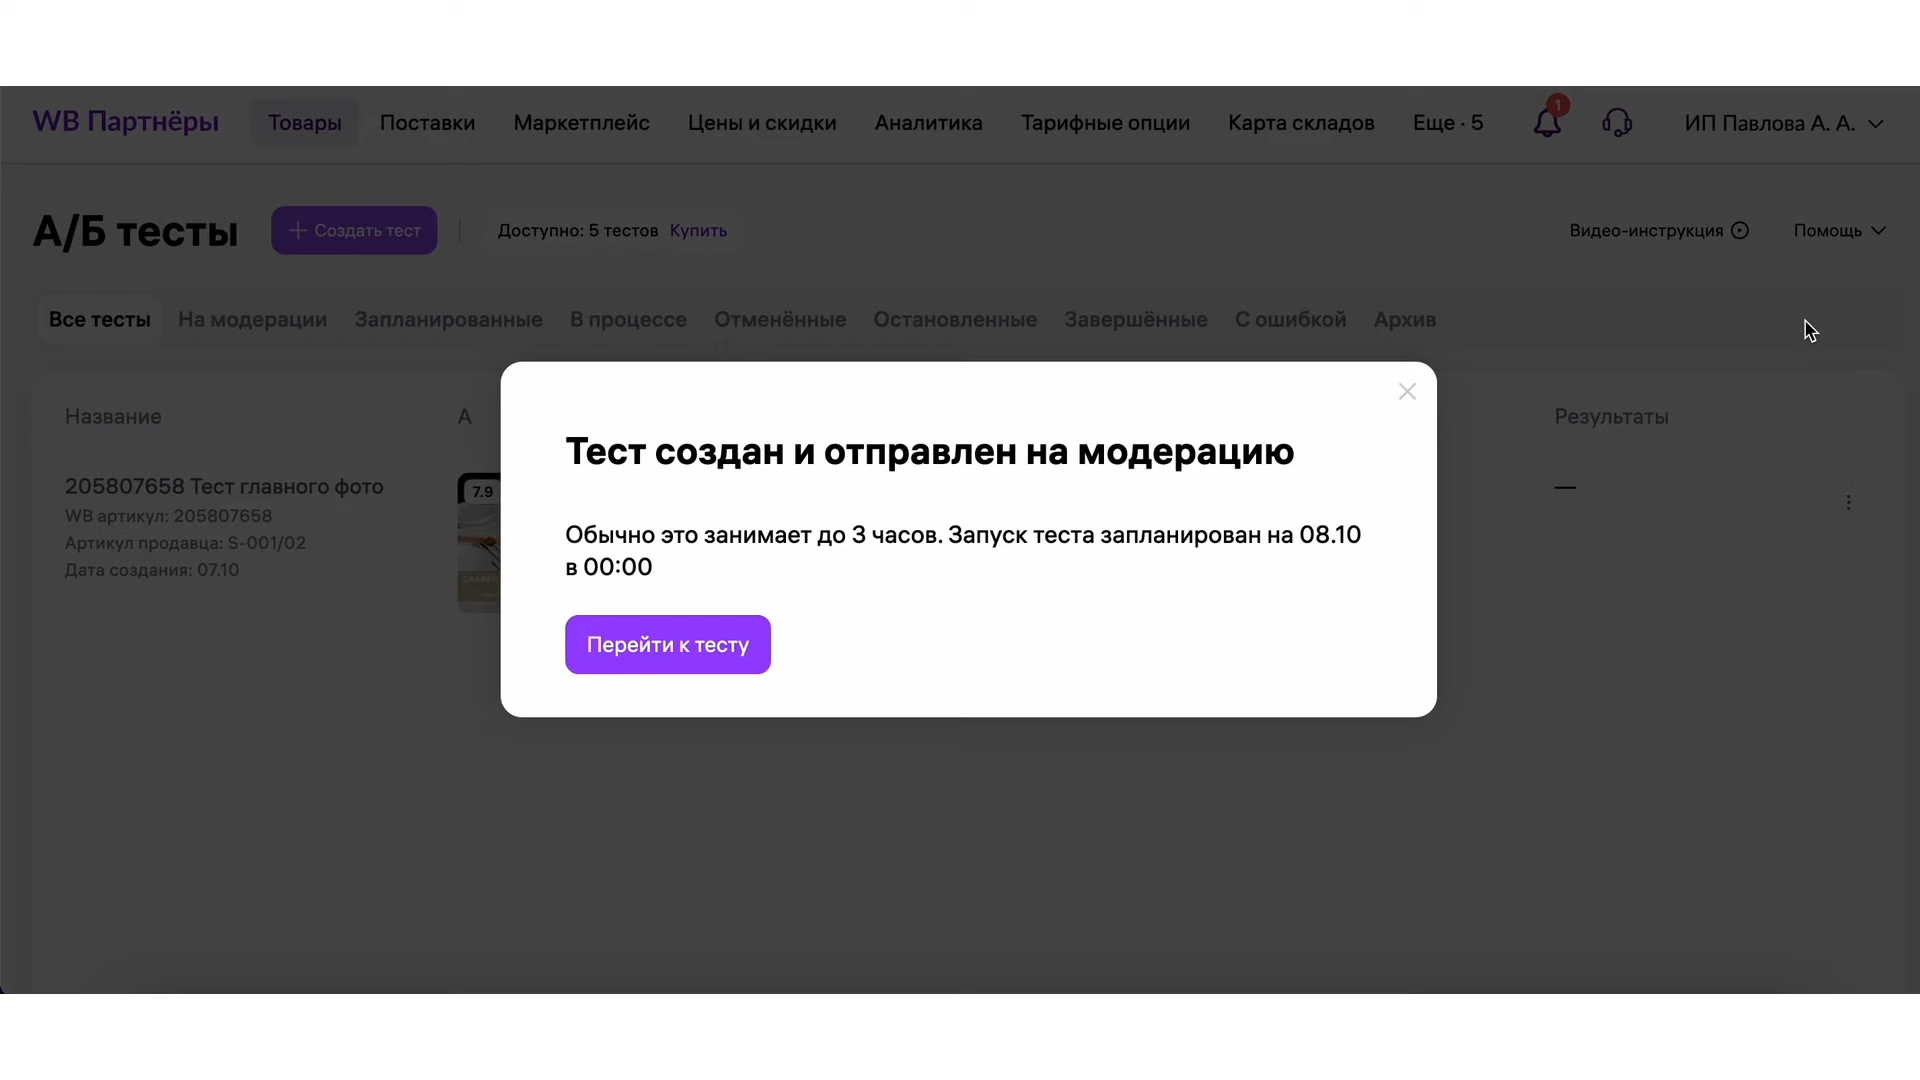 WB Партнёры Товары Поставки Маркетплейс Цены и скидки Аналитика Тарифные опции Карта складов Еще · 5 1 ИП Павлова А. А.
А/Б тесты + Создать тест Доступно: 5 тестов Купить Видео-инструкция Помощь
Все тесты На модерации Запланированные В процессе Отменённые Остановленные Завершённые С ошибкой Архив
Название А Результаты
205807658 Тест главного фото 7.9 —
WB артикул: 205807658
Артикул продавца: S-001/02
Дата создания: 07.10
Тест создан и отправлен на модерацию
Обычно это занимает до 3 часов. Запуск теста запланирован на 08.10
в 00:00
Перейти к тесту